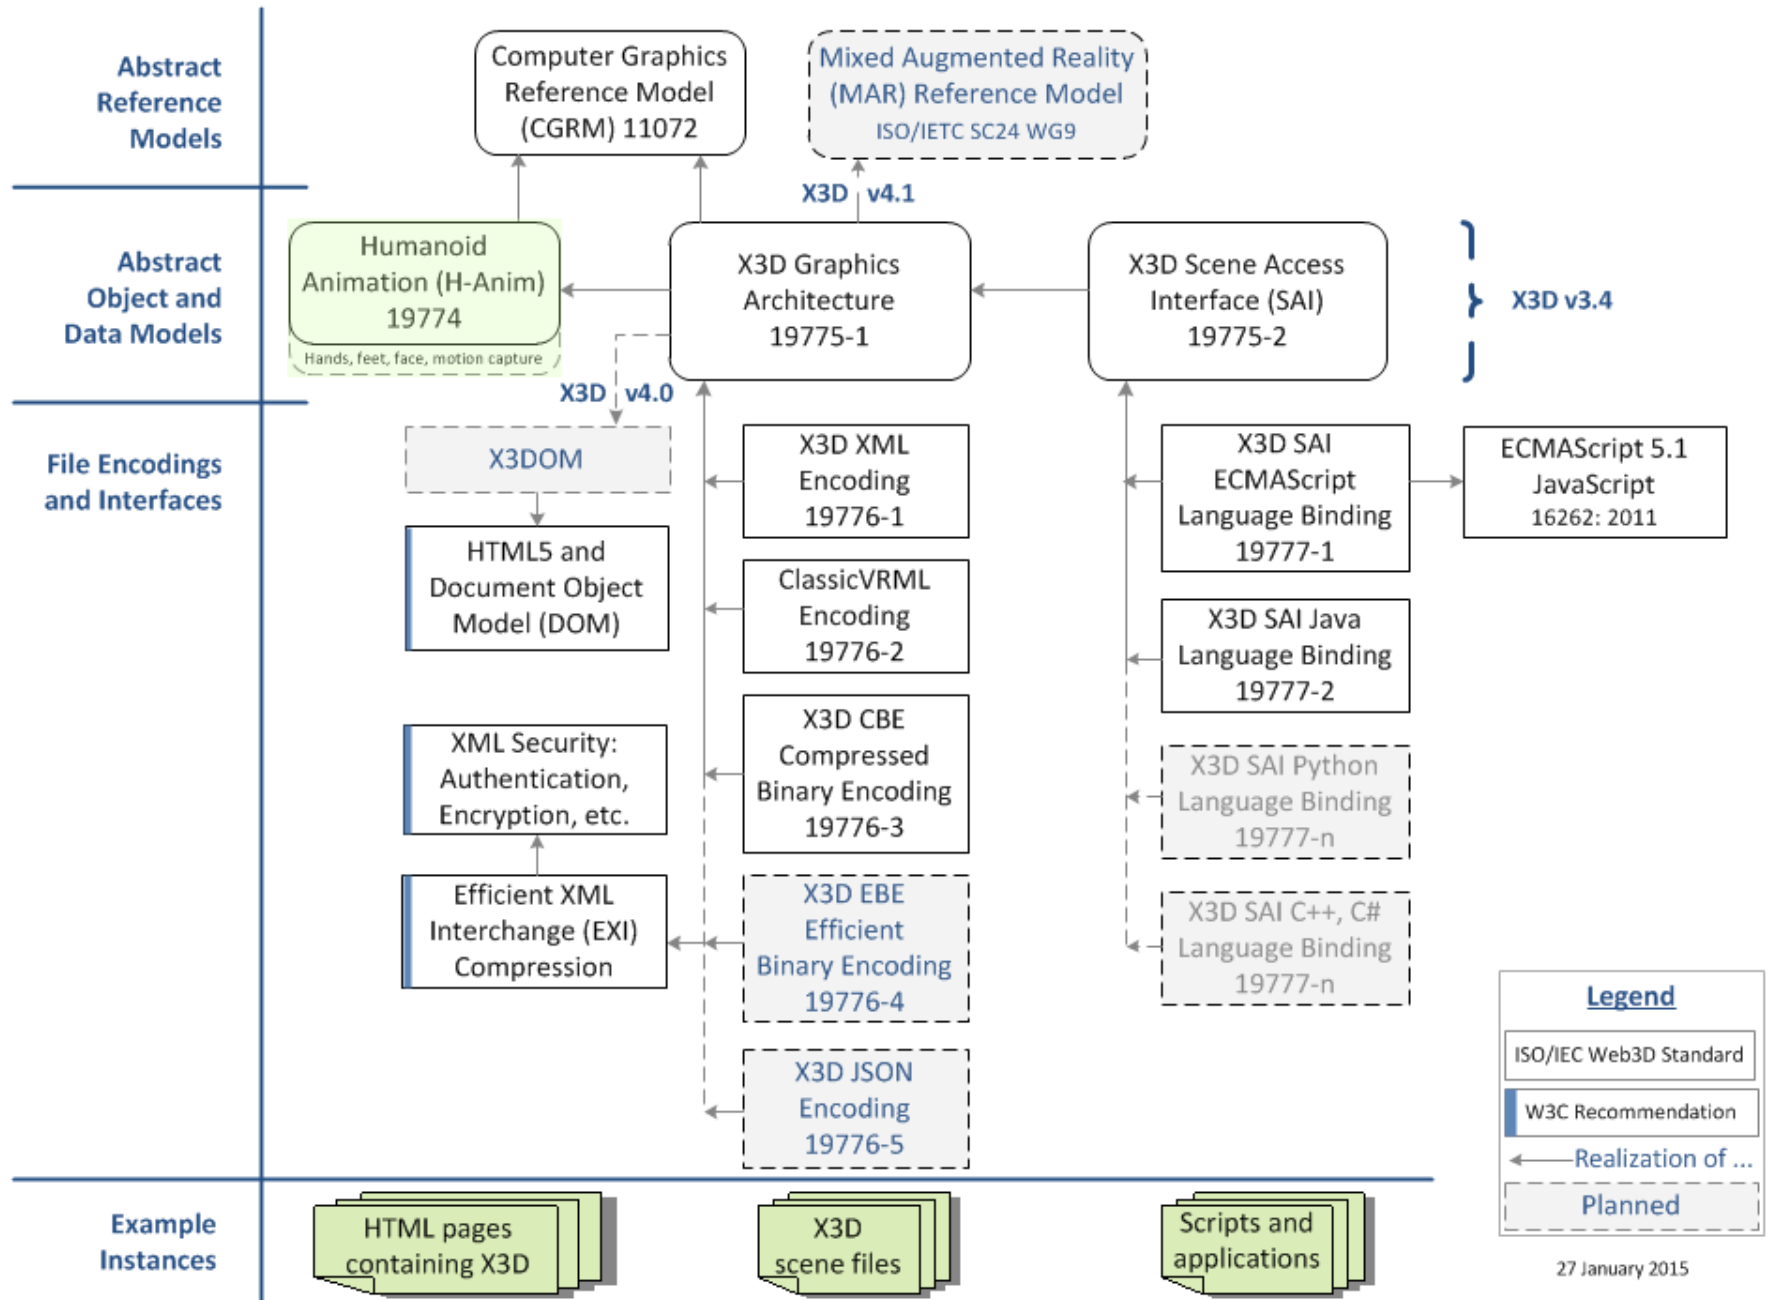 Abstract
Reference
Models
Computer Graphics
Reference Model
(CGRM) 11072
Mixed Augmented Reality
(MAR) Reference Model
ISO/IETC SC24 WG9
X3D v4.1
Abstract
Object and
Data Models
Humanoid
Animation (H-Anim)
19774
Hands, feet, face, motion capture
X3D Graphics
Architecture
19775-1
X3D Scene Access
Interface (SAI)
19775-2
X3D v3.4
X3D v4.0
File Encodings
and Interfaces
X3DOM
HTML5 and
Document Object
Model (DOM)
XML Security:
Authentication,
Encryption, etc.
Efficient XML
Interchange (EXI)
Compression
X3D XML
Encoding
19776-1
ClassicVRML
Encoding
19776-2
X3D CBE
Compressed
Binary Encoding
19776-3
X3D EBE
Efficient
Binary Encoding
19776-4
X3D JSON
Encoding
19776-5
X3D SAI
ECMAScript
Language Binding
19777-1
X3D SAI Java
Language Binding
19777-2
X3D SAI Python
Language Binding
19777-n
X3D SAI C++, C#
Language Binding
19777-n
ECMAScript 5.1
JavaScript
16262: 2011
Legend
ISO/IEC Web3D Standard
W3C Recommendation
Realization of ...
Planned
27 January 2015
Example
Instances
HTML pages
containing X3D
X3D
scene files
Scripts and
applications